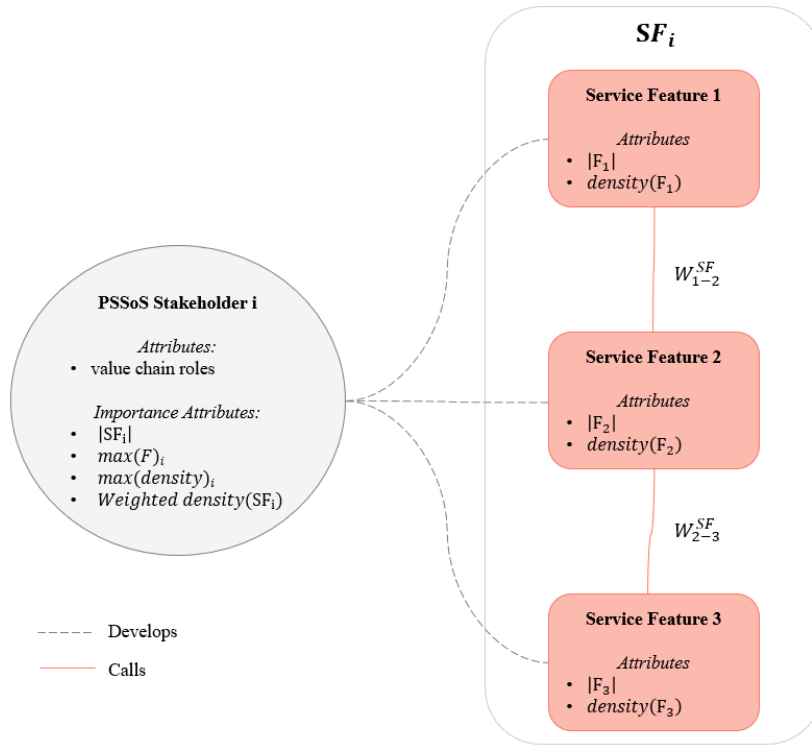 SFᵢ
Service Feature 1
Attributes
• |F₁|
• density(F₁)
W₁₋₂^SF
PSSoS Stakeholder i
Attributes:
• value chain roles
Importance Attributes:
• |SFᵢ|
• max(F)ᵢ
• max(density)ᵢ
• Weighted density(SFᵢ)
Service Feature 2
Attributes
• |F₂|
• density(F₂)
W₂₋₃^SF
Service Feature 3
Attributes
• |F₃|
• density(F₃)
Develops
Calls